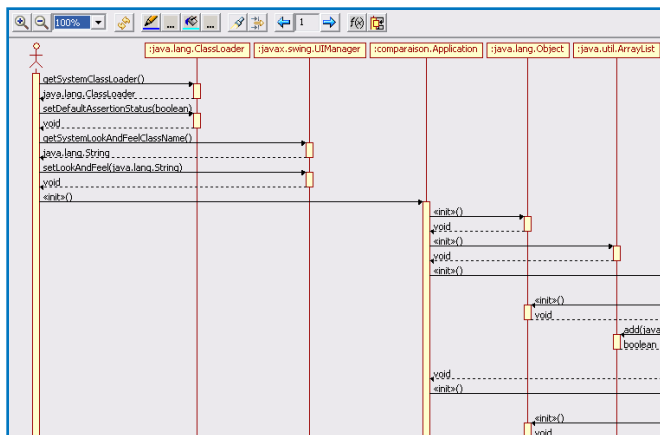 100% ... ... 1 f(x)
:java.lang.ClassLoader :javax.swing.UIManager :comparaison.Application :java.lang.Object :java.util.ArrayList
getSystemClassLoader()
java.lang.ClassLoader
setDefaultAssertionStatus(boolean)
void
getSystemLookAndFeelClassName()
java.lang.String
setLookAndFeel(java.lang.String)
void
«init»()
«init»()
void
«init»()
void
«init»()
«init»()
void
add(java
boolean
void
«init»()
«init»()
void